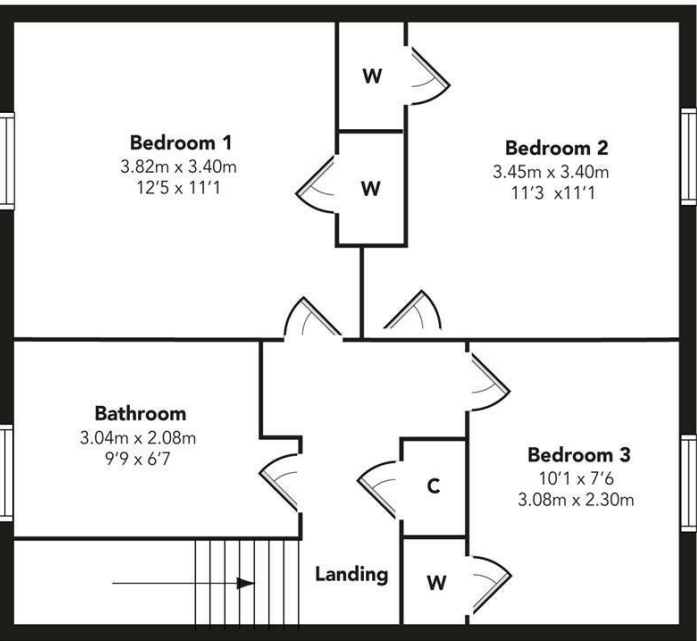 W
Bedroom 1
3.82m x 3.40m
12'5 x 11'1
Bedroom 2
3.45m x 3.40m
11'3 x11'1
W
Bathroom
3.04m x 2.08m
9'9 x 6'7
Bedroom 3
10'1 x 7'6
3.08m x 2.30m
C
Landing
W